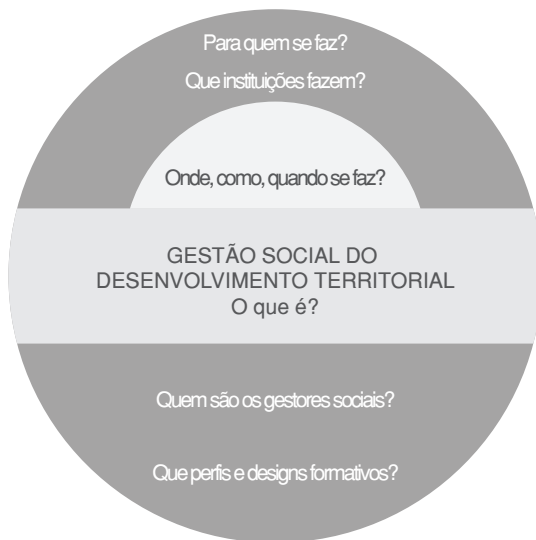 Para quem se faz?
Que instituições fazem?
Onde, como, quando se faz?
GESTÃO SOCIAL DO
DESENVOLVIMENTO TERRITORIAL
O que é?
Quem são os gestores sociais?
Que perfis e designs formativos?